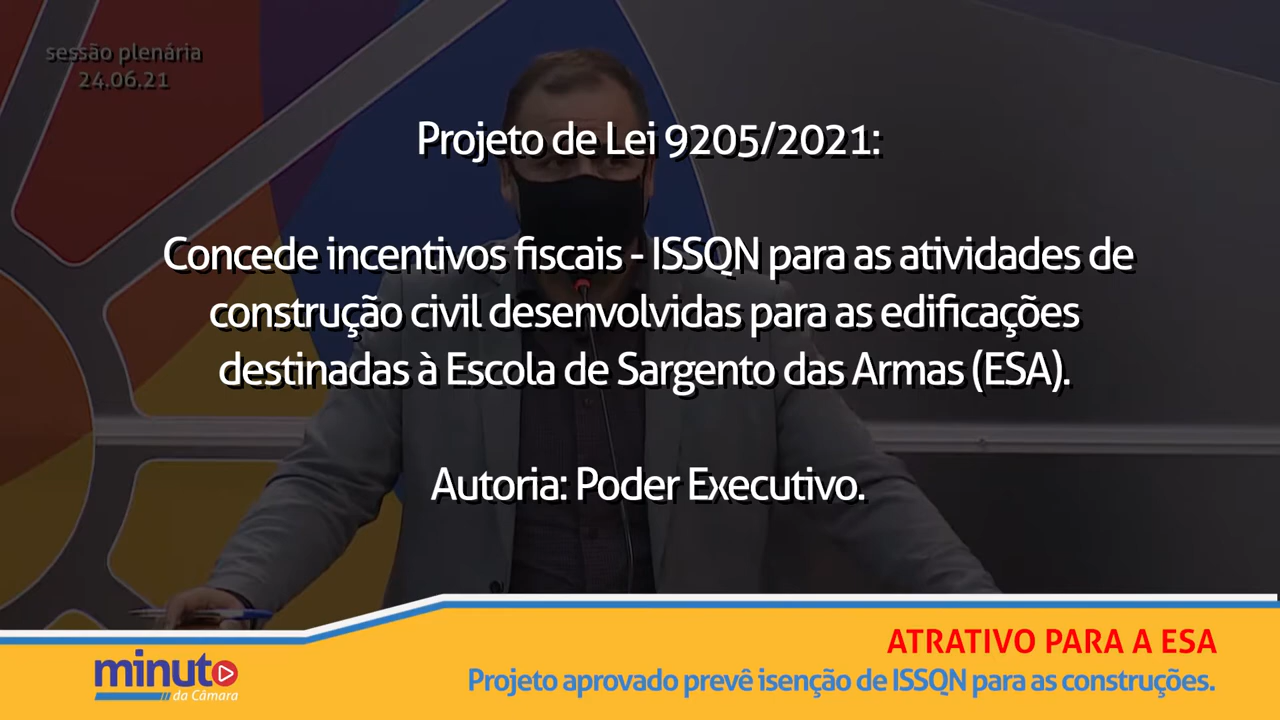 sessão plenária
24.06.21
Projeto de Lei 9205/2021:
Concede incentivos fiscais - ISSQN para as atividades de
construção civil desenvolvidas para as edificações
destinadas à Escola de Sargento das Armas (ESA).
Autoria: Poder Executivo.
ATRATIVO PARA A ESA
Projeto aprovado prevê isenção de ISSQN para as construções.
minuto
da Câmara